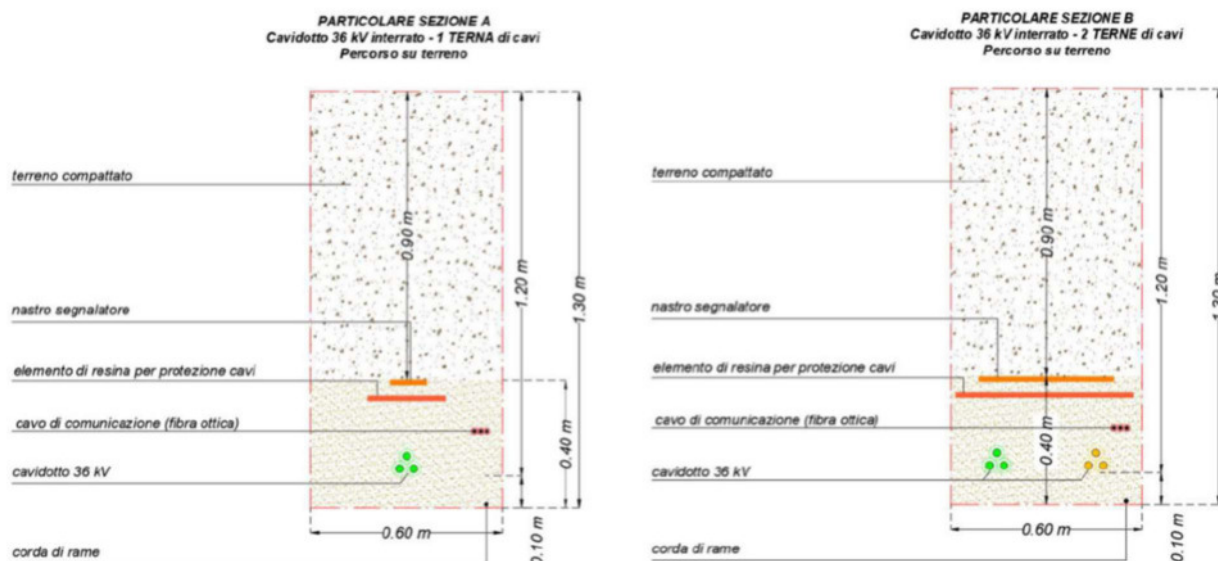 PARTICOLARE SEZIONE A
Cavidotto 36 kV interrato - 1 TERNA di cavi
Percorso su terreno
terreno compattato
0.90 m
1.20 m
1.30 m
nastro segnalatore
elemento di resina per protezione cavi
cavo di comunicazione (fibra ottica)
0.40 m
cavidotto 36 kV
0.60 m
0.10 m
corda di rame
PARTICOLARE SEZIONE B
Cavidotto 36 kV interrato - 2 TERNE di cavi
Percorso su terreno
terreno compattato
0.90 m
1.20 m
1.30 m
nastro segnalatore
elemento di resina per protezione cavi
cavo di comunicazione (fibra ottica)
0.40 m
cavidotto 36 kV
0.60 m
0.10 m
corda di rame